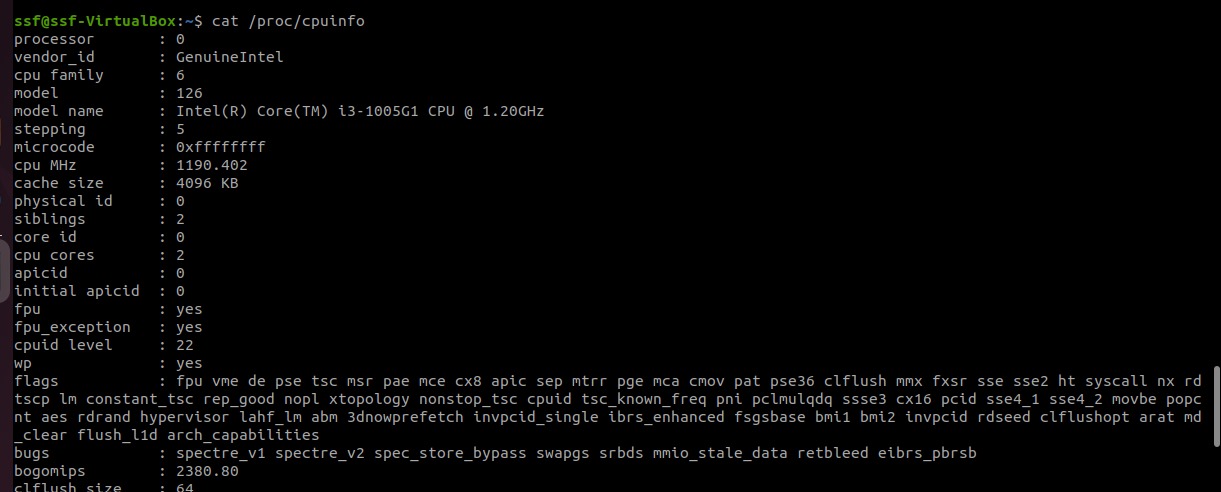 ssf@ssf-VirtualBox:~$ cat /proc/cpuinfo
processor : 0
vendor_id : GenuineIntel
cpu family : 6
model : 126
model name : Intel(R) Core(TM) i3-1005G1 CPU @ 1.20GHz
stepping : 5
microcode : 0xffffffff
cpu MHz : 1190.402
cache size : 4096 KB
physical id : 0
siblings : 2
core id : 0
cpu cores : 2
apicid : 0
initial apicid : 0
fpu : yes
fpu_exception : yes
cpuid level : 22
wp : yes
flags : fpu vme de pse tsc msr pae mce cx8 apic sep mtrr pge mca cmov pat pse36 clflush mmx fxsr sse sse2 ht syscall nx rd
tscp lm constant_tsc rep_good nopl xtopology nonstop_tsc cpuid tsc_known_freq pni pclmulqdq ssse3 cx16 pcid sse4_1 sse4_2 movbe popc
nt aes rdrand hypervisor lahf_lm abm 3dnowprefetch invpcid_single ibrs_enhanced fsgsbase bmi1 bmi2 invpcid rdseed clflushopt arat md
_clear flush_l1d arch_capabilities
bugs : spectre_v1 spectre_v2 spec_store_bypass swapgs srbds mmio_stale_data retbleed eibrs_pbrsb
bogomips : 2380.80
clflush size : 64